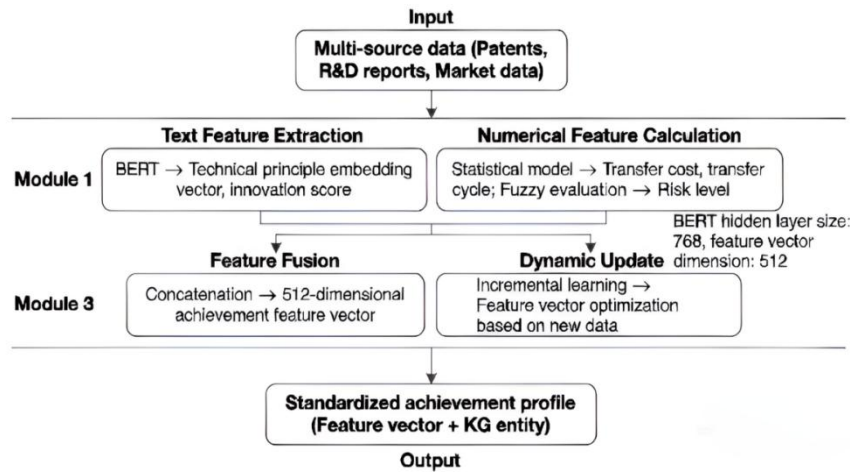 Input
Multi-source data (Patents,
R&D reports, Market data)
Text Feature Extraction
Numerical Feature Calculation
Module 1
BERT → Technical principle embedding
vector, innovation score
Statistical model → Transfer cost, transfer
cycle; Fuzzy evaluation → Risk level
BERT hidden layer size:
768, feature vector
dimension: 512
Feature Fusion
Dynamic Update
Module 3
Concatenation → 512-dimensional
achievement feature vector
Incremental learning →
Feature vector optimization
based on new data
Standardized achievement profile
(Feature vector + KG entity)
Output